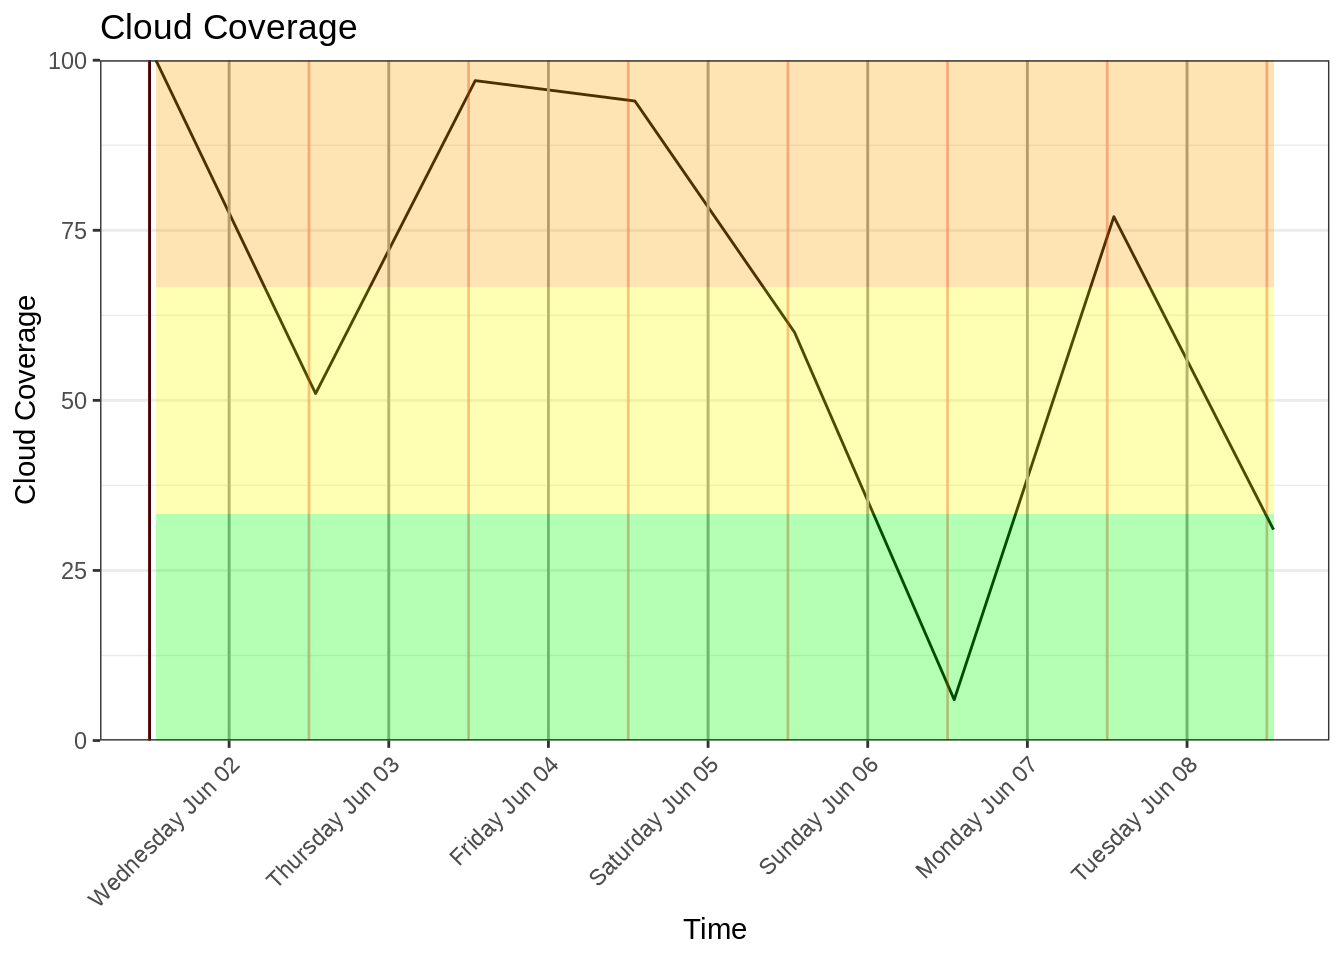 Cloud Coverage
100
75
50
25
0
Cloud Coverage
Wednesday Jun 02
Thursday Jun 03
Friday Jun 04
Saturday Jun 05
Sunday Jun 06
Monday Jun 07
Tuesday Jun 08
Time